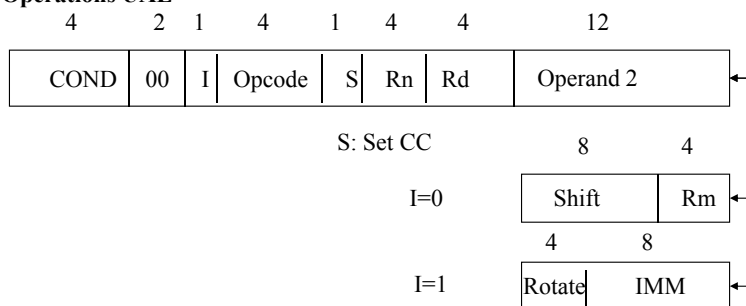 Operations UAL
4 2 1 4 1 4 4 12
COND 00 I Opcode S Rn Rd Operand 2
S: Set CC
8 4
I=0 Shift Rm
4 8
I=1 Rotate IMM